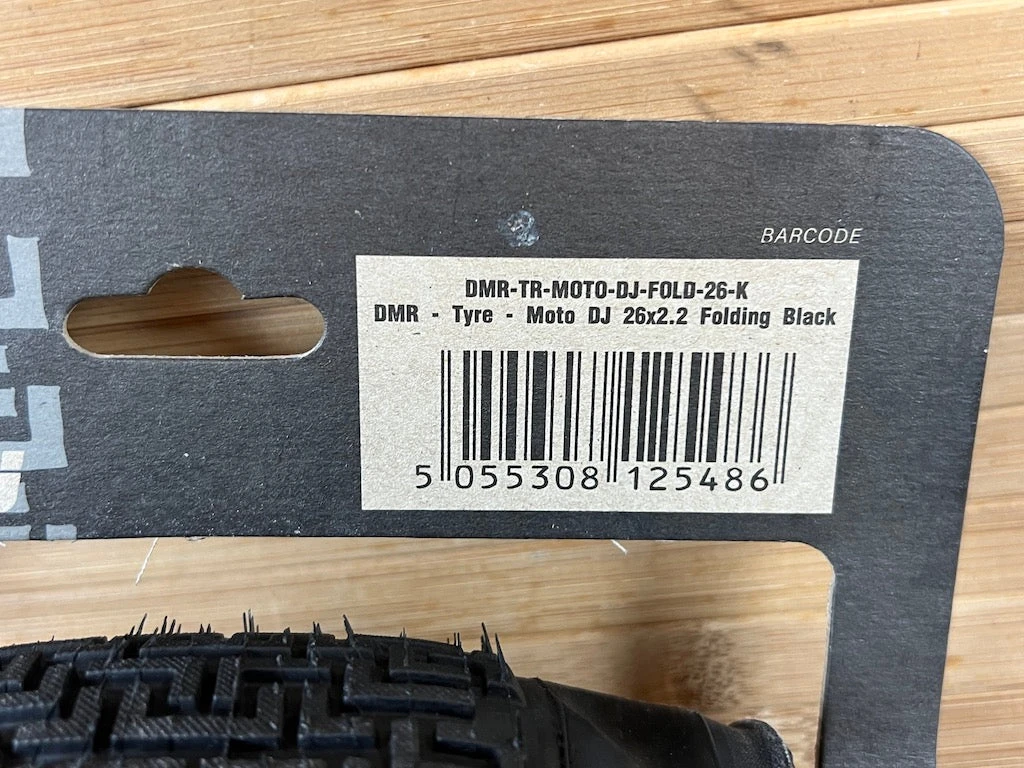 BARCODE
DMR-TR-MOTO-DJ-FOLD-26-K
DMR - Tyre - Moto DJ 26x2.2 Folding Black
5 055308 125486